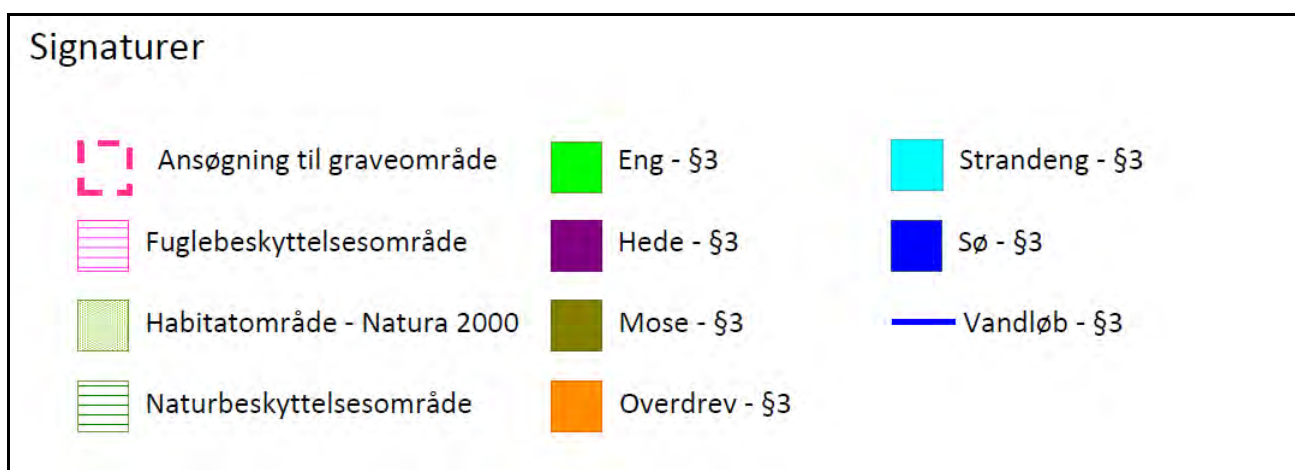 Signaturer
Ansøgning til graveområde
Fuglebeskyttelsesområde
Habitatområde - Natura 2000
Naturbeskyttelsesområde
Eng - §3
Hede - §3
Mose - §3
Overdrev - §3
Strandeng - §3
Sø - §3
Vandløb - §3